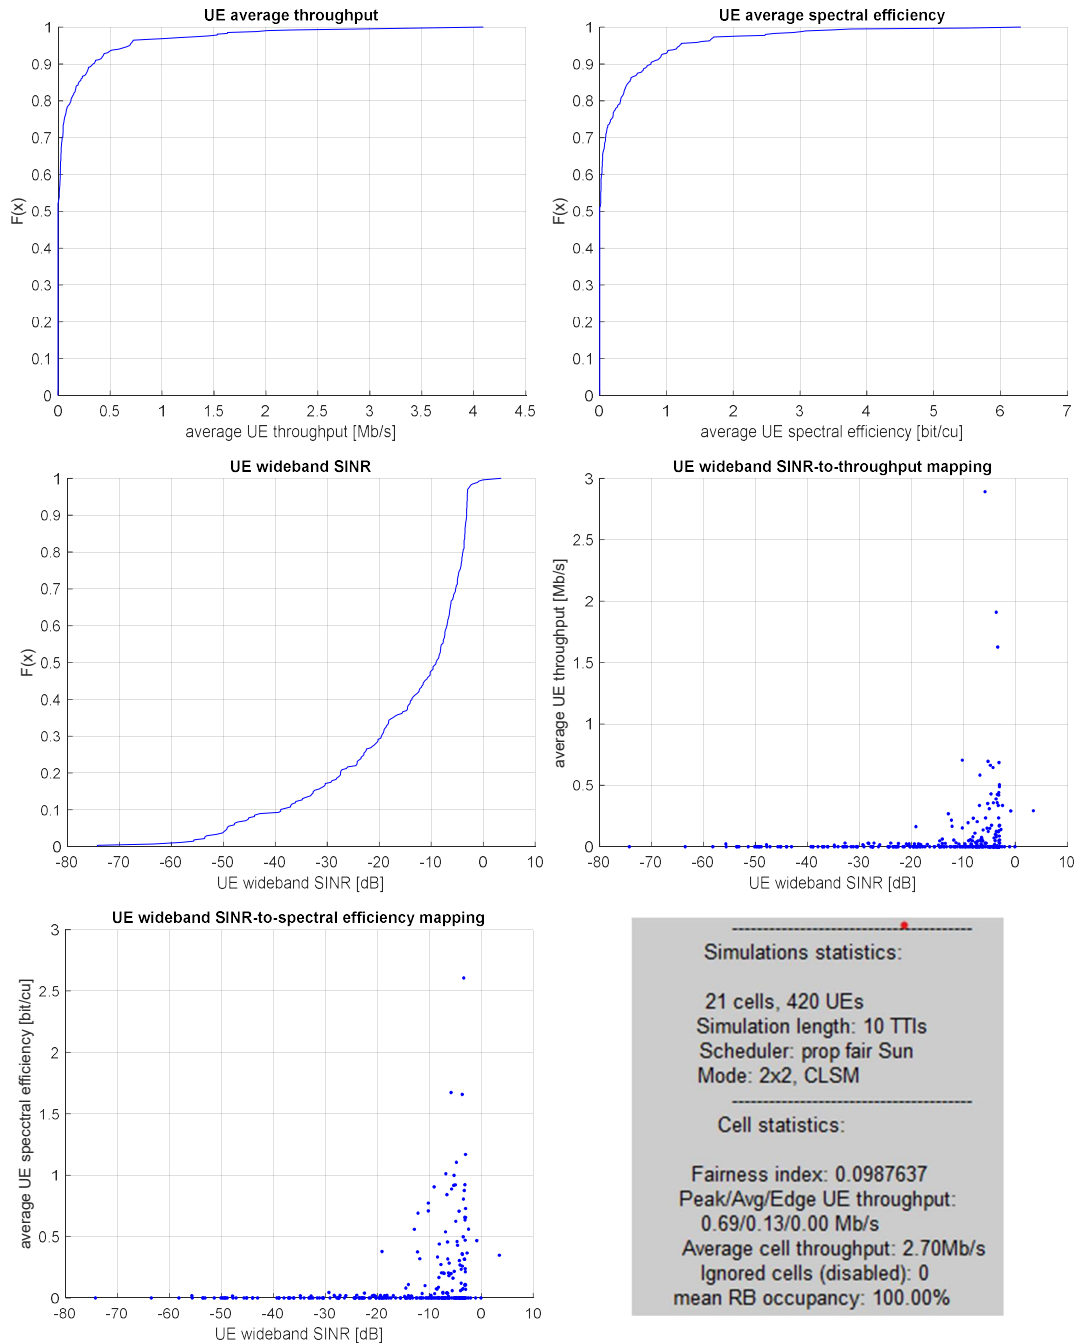 UE average throughput
1
0.9
0.8
0.7
0.6
0.5
0.4
0.3
0.2
0.1
0
F(x)
0 0.5 1 1.5 2 2.5 3 3.5 4 4.5
average UE throughput [Mb/s]
UE average spectral efficiency
1
0.9
0.8
0.7
0.6
0.5
0.4
0.3
0.2
0.1
0
F(x)
0 1 2 3 4 5 6 7
average UE spectral efficiency [bit/cu]
UE wideband SINR
1
0.9
0.8
0.7
0.6
0.5
0.4
0.3
0.2
0.1
0
F(x)
-80 -70 -60 -50 -40 -30 -20 -10 0 10
UE wideband SINR [dB]
UE wideband SINR-to-throughput mapping
3
2.5
2
1.5
1
0.5
0
average UE throughput [Mb/s]
-80 -70 -60 -50 -40 -30 -20 -10 0 10
UE wideband SINR [dB]
UE wideband SINR-to-spectral efficiency mapping
3
2.5
2
1.5
1
0.5
0
average UE specctral efficiency [bit/cu]
-80 -70 -60 -50 -40 -30 -20 -10 0 10
UE wideband SINR [dB]
Simulations statistics:
21 cells, 420 UEs
Simulation length: 10 TTIs
Scheduler: prop fair Sun
Mode: 2x2, CLSM
Cell statistics:
Fairness index: 0.0987637
Peak/Avg/Edge UE throughput:
0.69/0.13/0.00 Mb/s
Average cell throughput: 2.70Mb/s
Ignored cells (disabled): 0
mean RB occupancy: 100.00%